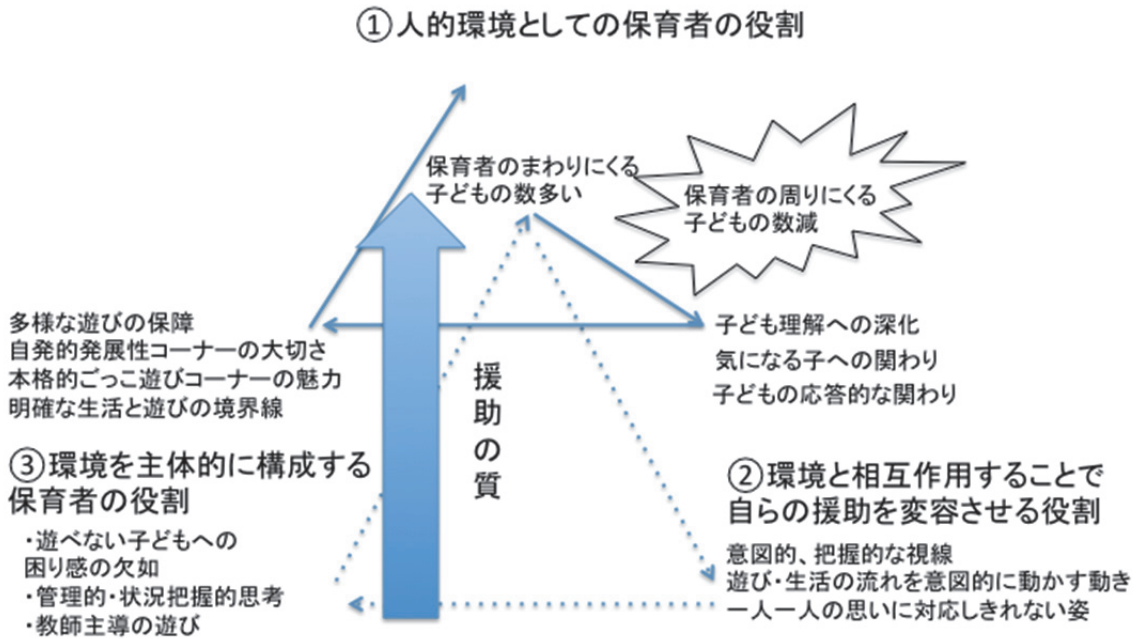 ①人的環境としての保育者の役割
保育者のまわりにくる
子どもの数多い
保育者の周りにくる
子どもの数減
多様な遊びの保障
自発的発展性コーナーの大切さ
本格的ごっこ遊びコーナーの魅力
明確な生活と遊びの境界線
子ども理解への深化
気になる子への関わり
子どもの応答的な関わり
援助の質
③環境を主体的に構成する
保育者の役割
・遊べない子どもへの
困り感の欠如
・管理的・状況把握的思考
・教師主導の遊び
②環境と相互作用することで
自らの援助を変容させる役割
意図的、把握的な視線
遊び・生活の流れを意図的に動かす動き
一人一人の思いに対応しきれない姿